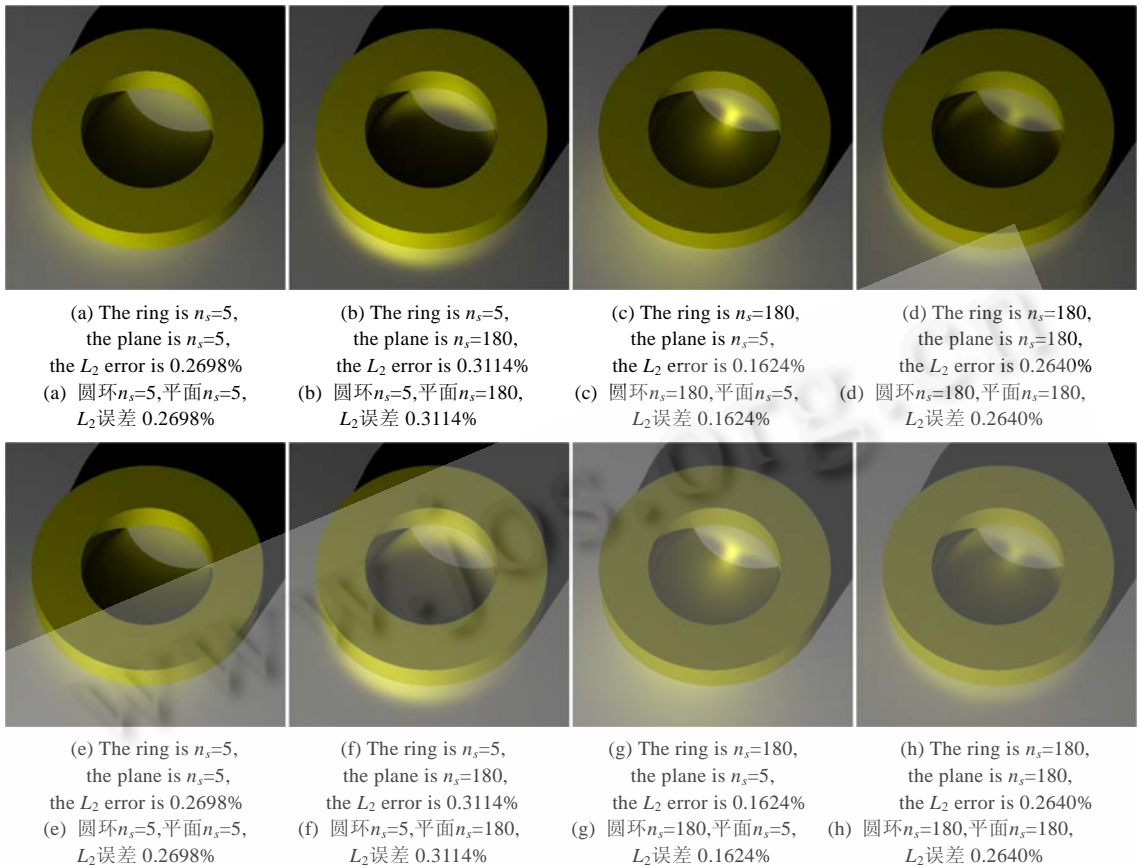 (a) The ring is nₛ=5,
the plane is nₛ=5,
the L₂ error is 0.2698%
(a) 圆环nₛ=5,平面nₛ=5,
L₂误差 0.2698%
(b) The ring is nₛ=5,
the plane is nₛ=180,
the L₂ error is 0.3114%
(b) 圆环nₛ=5,平面nₛ=180,
L₂误差 0.3114%
(c) The ring is nₛ=180,
the plane is nₛ=5,
the L₂ error is 0.1624%
(c) 圆环nₛ=180,平面nₛ=5,
L₂误差 0.1624%
(d) The ring is nₛ=180,
the plane is nₛ=180,
the L₂ error is 0.2640%
(d) 圆环nₛ=180,平面nₛ=180,
L₂误差 0.2640%
(e) The ring is nₛ=5,
the plane is nₛ=5,
the L₂ error is 0.2698%
(e) 圆环nₛ=5,平面nₛ=5,
L₂误差 0.2698%
(f) The ring is nₛ=5,
the plane is nₛ=180,
the L₂ error is 0.3114%
(f) 圆环nₛ=5,平面nₛ=180,
L₂误差 0.3114%
(g) The ring is nₛ=180,
the plane is nₛ=5,
the L₂ error is 0.1624%
(g) 圆环nₛ=180,平面nₛ=5,
L₂误差 0.1624%
(h) The ring is nₛ=180,
the plane is nₛ=180,
the L₂ error is 0.2640%
(h) 圆环nₛ=180,平面nₛ=180,
L₂误差 0.2640%
www.jos.org.cn